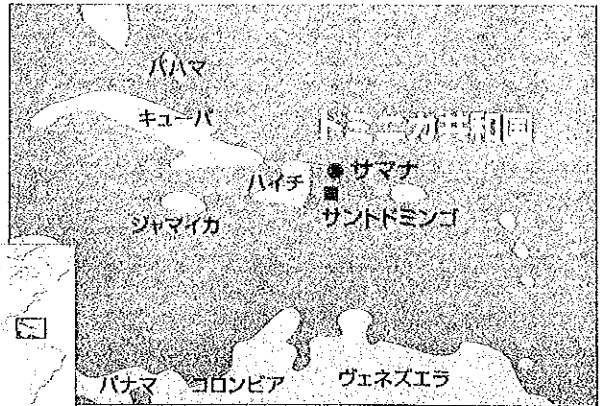 バハマ
キューバ
ドミニカ共和国
サマナ
ハイチ
サントドミンゴ
ジャマイカ
パナマ
コロンビア
ヴェネズエラ